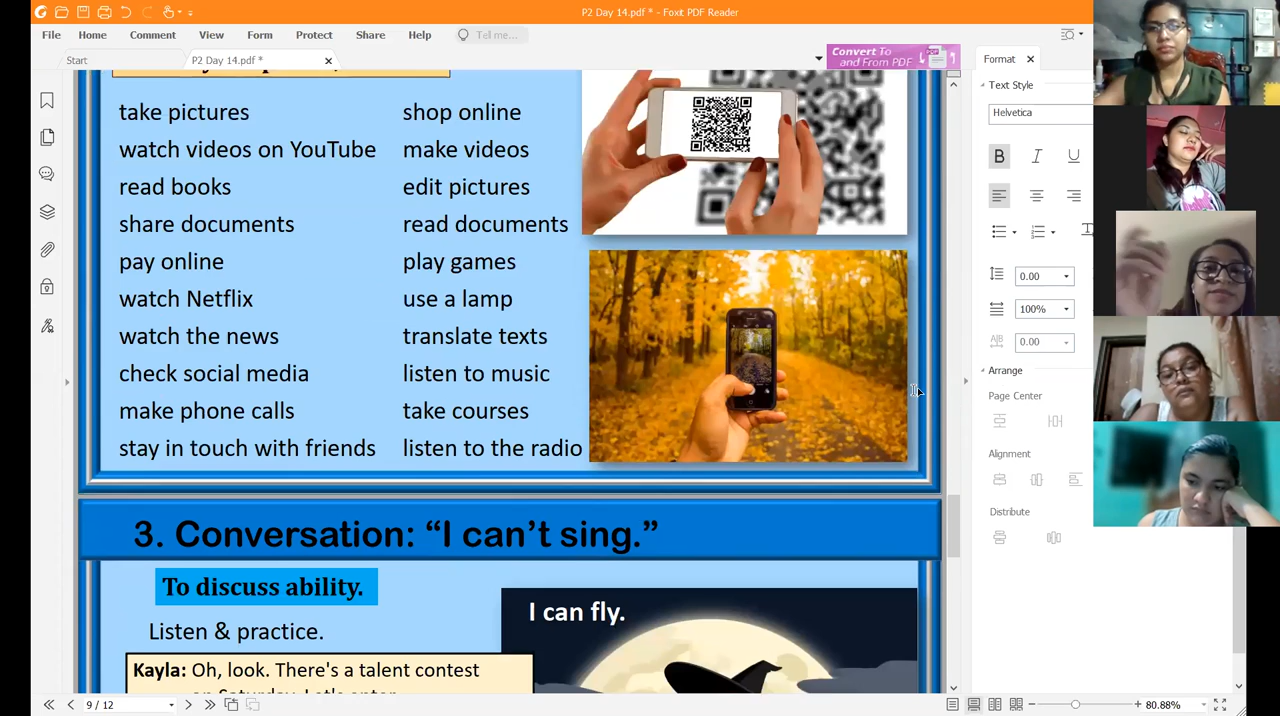 P2 Day 14.pdf * - Foxit PDF Reader
File Home Comment View Form Protect Share Help Tell me...
Start P2 Day 14.pdf *
Convert To
and From PDF PDF
Format
Text Style
Helvetica
B I U
0.00
100%
0.00
Arrange
Page Center
Alignment
Distribute
take pictures
watch videos on YouTube
read books
share documents
pay online
watch Netflix
watch the news
check social media
make phone calls
stay in touch with friends
shop online
make videos
edit pictures
read documents
play games
use a lamp
translate texts
listen to music
take courses
listen to the radio
3. Conversation: “I can’t sing.”
To discuss ability.
Listen & practice.
Kayla: Oh, look. There's a talent contest
on Saturday. Let's enter.
I can fly.
9 / 12
80.88%